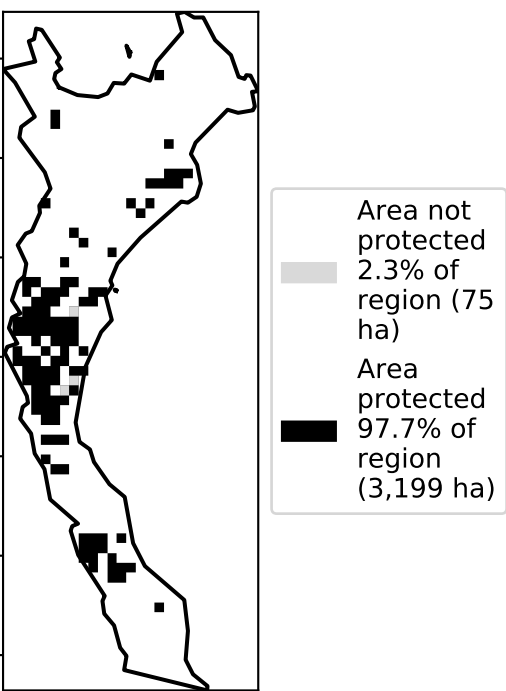 Area not
protected
2.3% of
region (75
ha)
Area
protected
97.7% of
region
(3,199 ha)